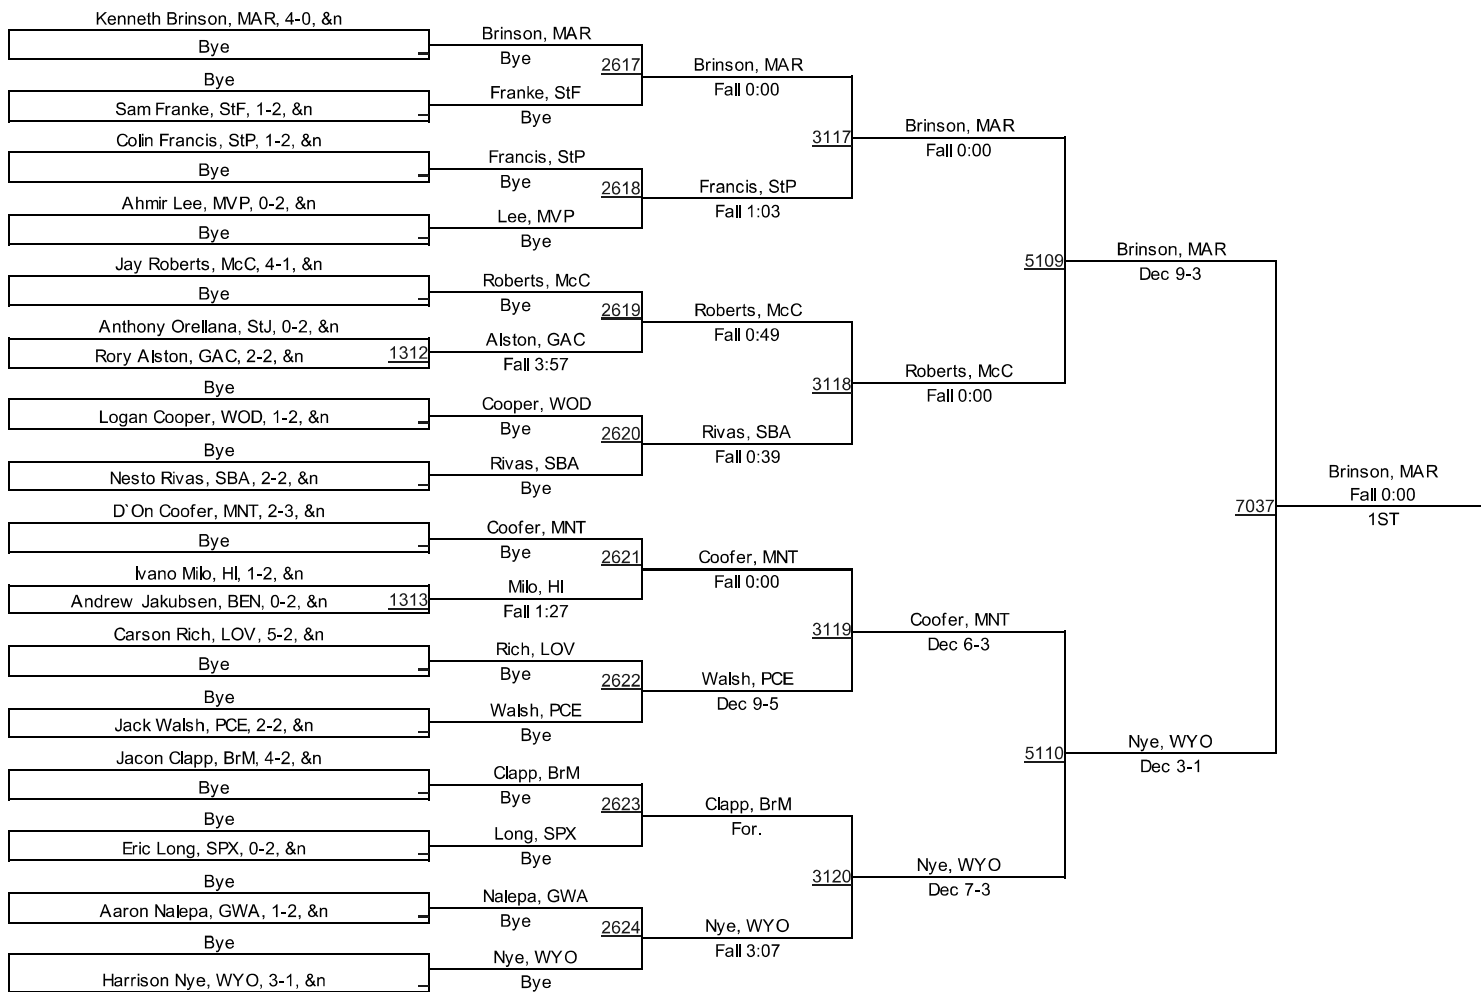 Kenneth Brinson, MAR, 4-0, &n
Bye
Bye
Sam Franke, StF, 1-2, &n
Colin Francis, StP, 1-2, &n
Bye
Ahmir Lee, MVP, 0-2, &n
Bye
Jay Roberts, McC, 4-1, &n
Bye
Anthony Orellana, StJ, 0-2, &n
Rory Alston, GAC, 2-2, &n
1312
Bye
Logan Cooper, WOD, 1-2, &n
Bye
Nesto Rivas, SBA, 2-2, &n
D`On Coofer, MNT, 2-3, &n
Bye
Ivano Milo, HI, 1-2, &n
Andrew Jakubsen, BEN, 0-2, &n
1313
Carson Rich, LOV, 5-2, &n
Bye
Bye
Jack Walsh, PCE, 2-2, &n
Jacon Clapp, BrM, 4-2, &n
Bye
Bye
Eric Long, SPX, 0-2, &n
Bye
Aaron Nalepa, GWA, 1-2, &n
Bye
Harrison Nye, WYO, 3-1, &n
Brinson, MAR
Bye
2617
Franke, StF
Bye
Francis, StP
Bye
2618
Lee, MVP
Bye
Roberts, McC
Bye
2619
Alston, GAC
Fall 3:57
Cooper, WOD
Bye
2620
Rivas, SBA
Bye
Coofer, MNT
Bye
2621
Milo, HI
Fall 1:27
Rich, LOV
Bye
2622
Walsh, PCE
Bye
Clapp, BrM
Bye
2623
Long, SPX
Bye
Nalepa, GWA
Bye
2624
Nye, WYO
Bye
Brinson, MAR
Fall 0:00
3117
Francis, StP
Fall 1:03
Roberts, McC
Fall 0:49
3118
Rivas, SBA
Fall 0:39
Coofer, MNT
Fall 0:00
3119
Walsh, PCE
Dec 9-5
Clapp, BrM
For.
3120
Nye, WYO
Fall 3:07
Brinson, MAR
Fall 0:00
5109
Roberts, McC
Fall 0:00
Coofer, MNT
Dec 6-3
5110
Nye, WYO
Dec 7-3
Brinson, MAR
Dec 9-3
7037
Nye, WYO
Dec 3-1
Brinson, MAR
Fall 0:00
1ST